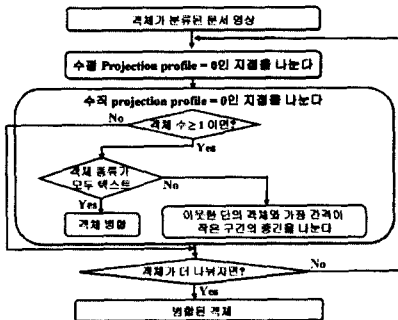 객체가 분류된 문서 영상
수평 Projection profile = 0인 지점을 나눈다
수직 projection profile = 0인 지점을 나눈다
No
객체 수≥1 이면?
Yes
객체 종류가
모두 텍스트
No
Yes
객체 병합
이웃한 단의 객체와 가장 간격이
작은 구간의 중간을 나눈다
객체가 더 나눠지면?
No
Yes
병합된 객체